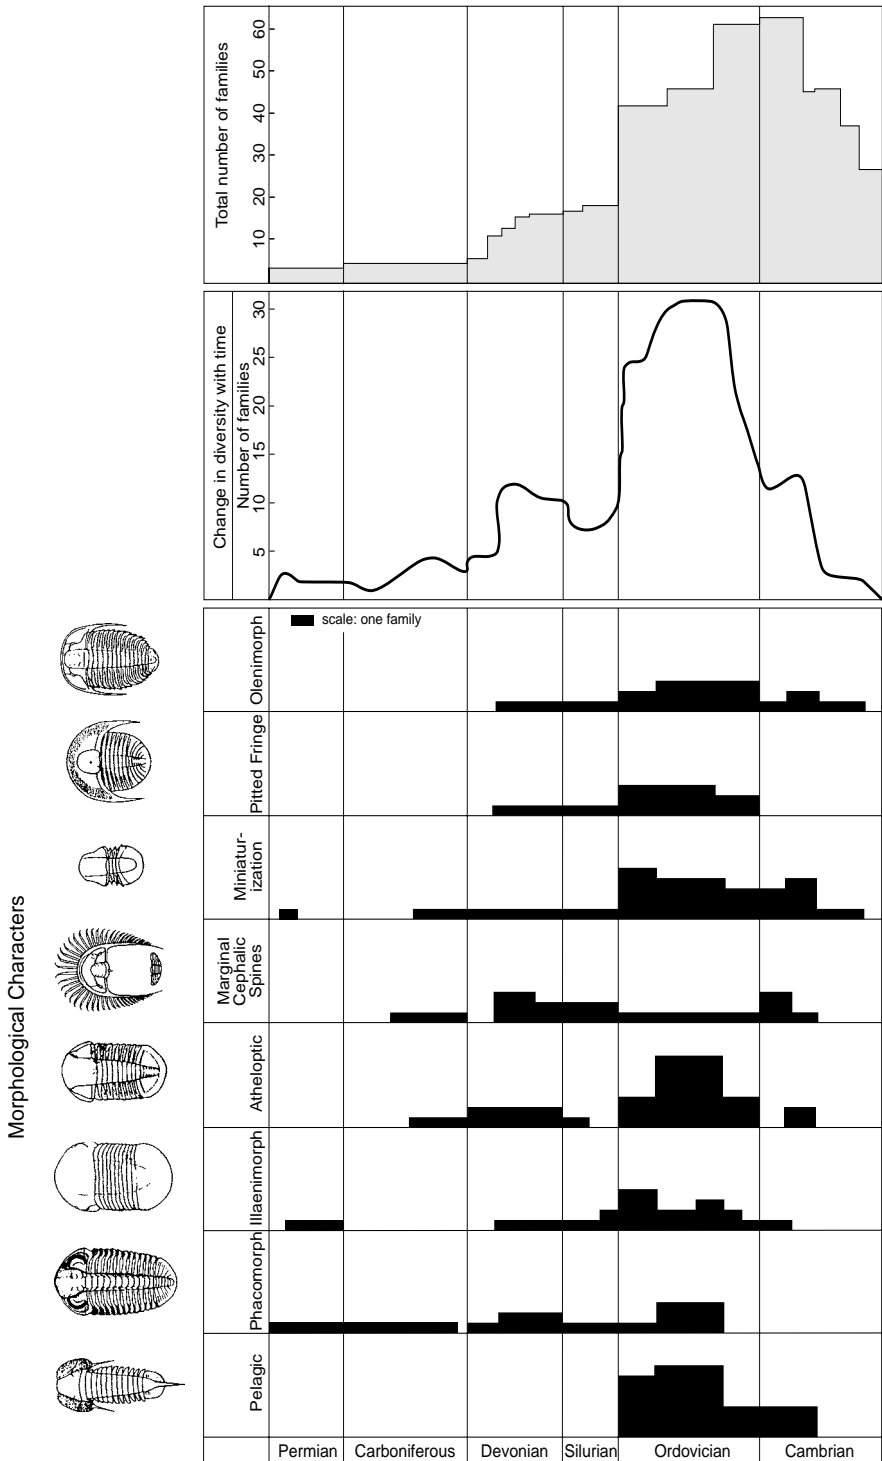 Total number of families
60
50
40
30
20
10
Change in diversity with time
Number of families
30
25
20
15
10
5
scale: one family
Morphological Characters
Olenimorph
Pitted Fringe
Miniatur-
ization
Marginal
Cephalic
Spines
Atheloptic
Illaenimorph
Phacomorph
Pelagic
Permian
Carboniferous
Devonian
Silurian
Ordovician
Cambrian